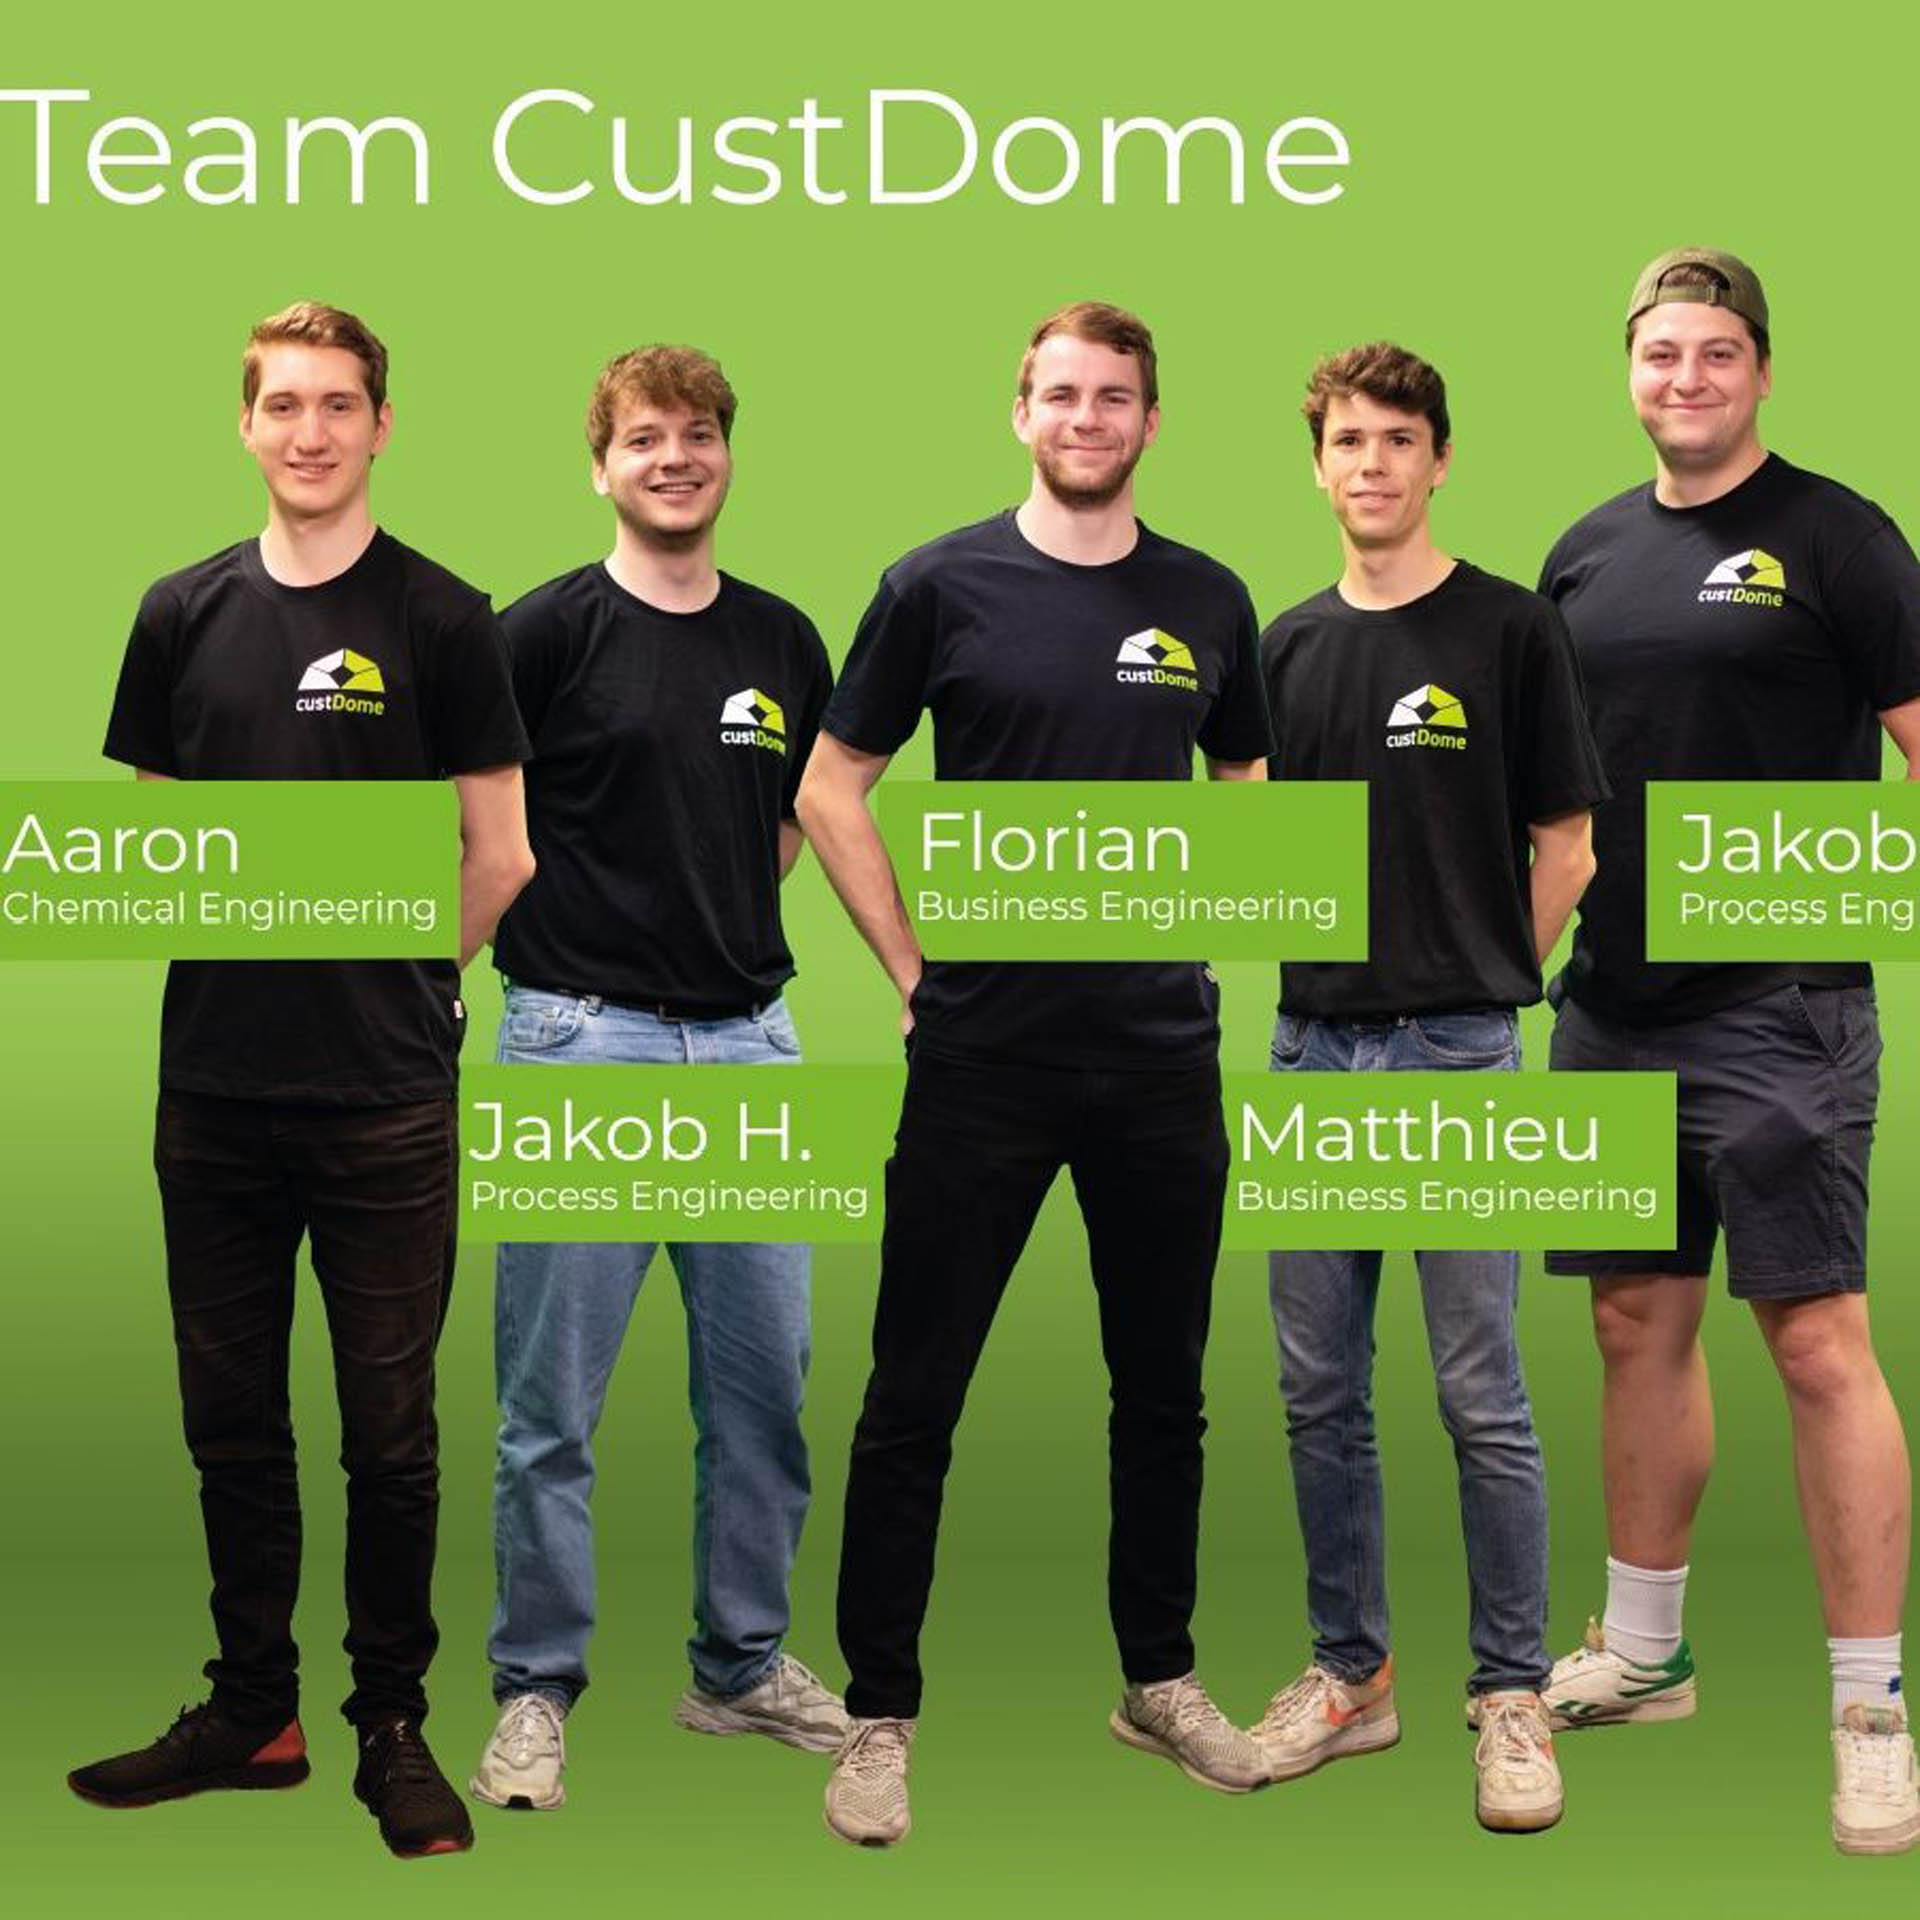 Team CustDome
custDome
custDome
custDome
custDome
custDome
Aaron
Chemical Engineering
Florian
Business Engineering
Jakob
Process Eng
Jakob H.
Process Engineering
Matthieu
Business Engineering